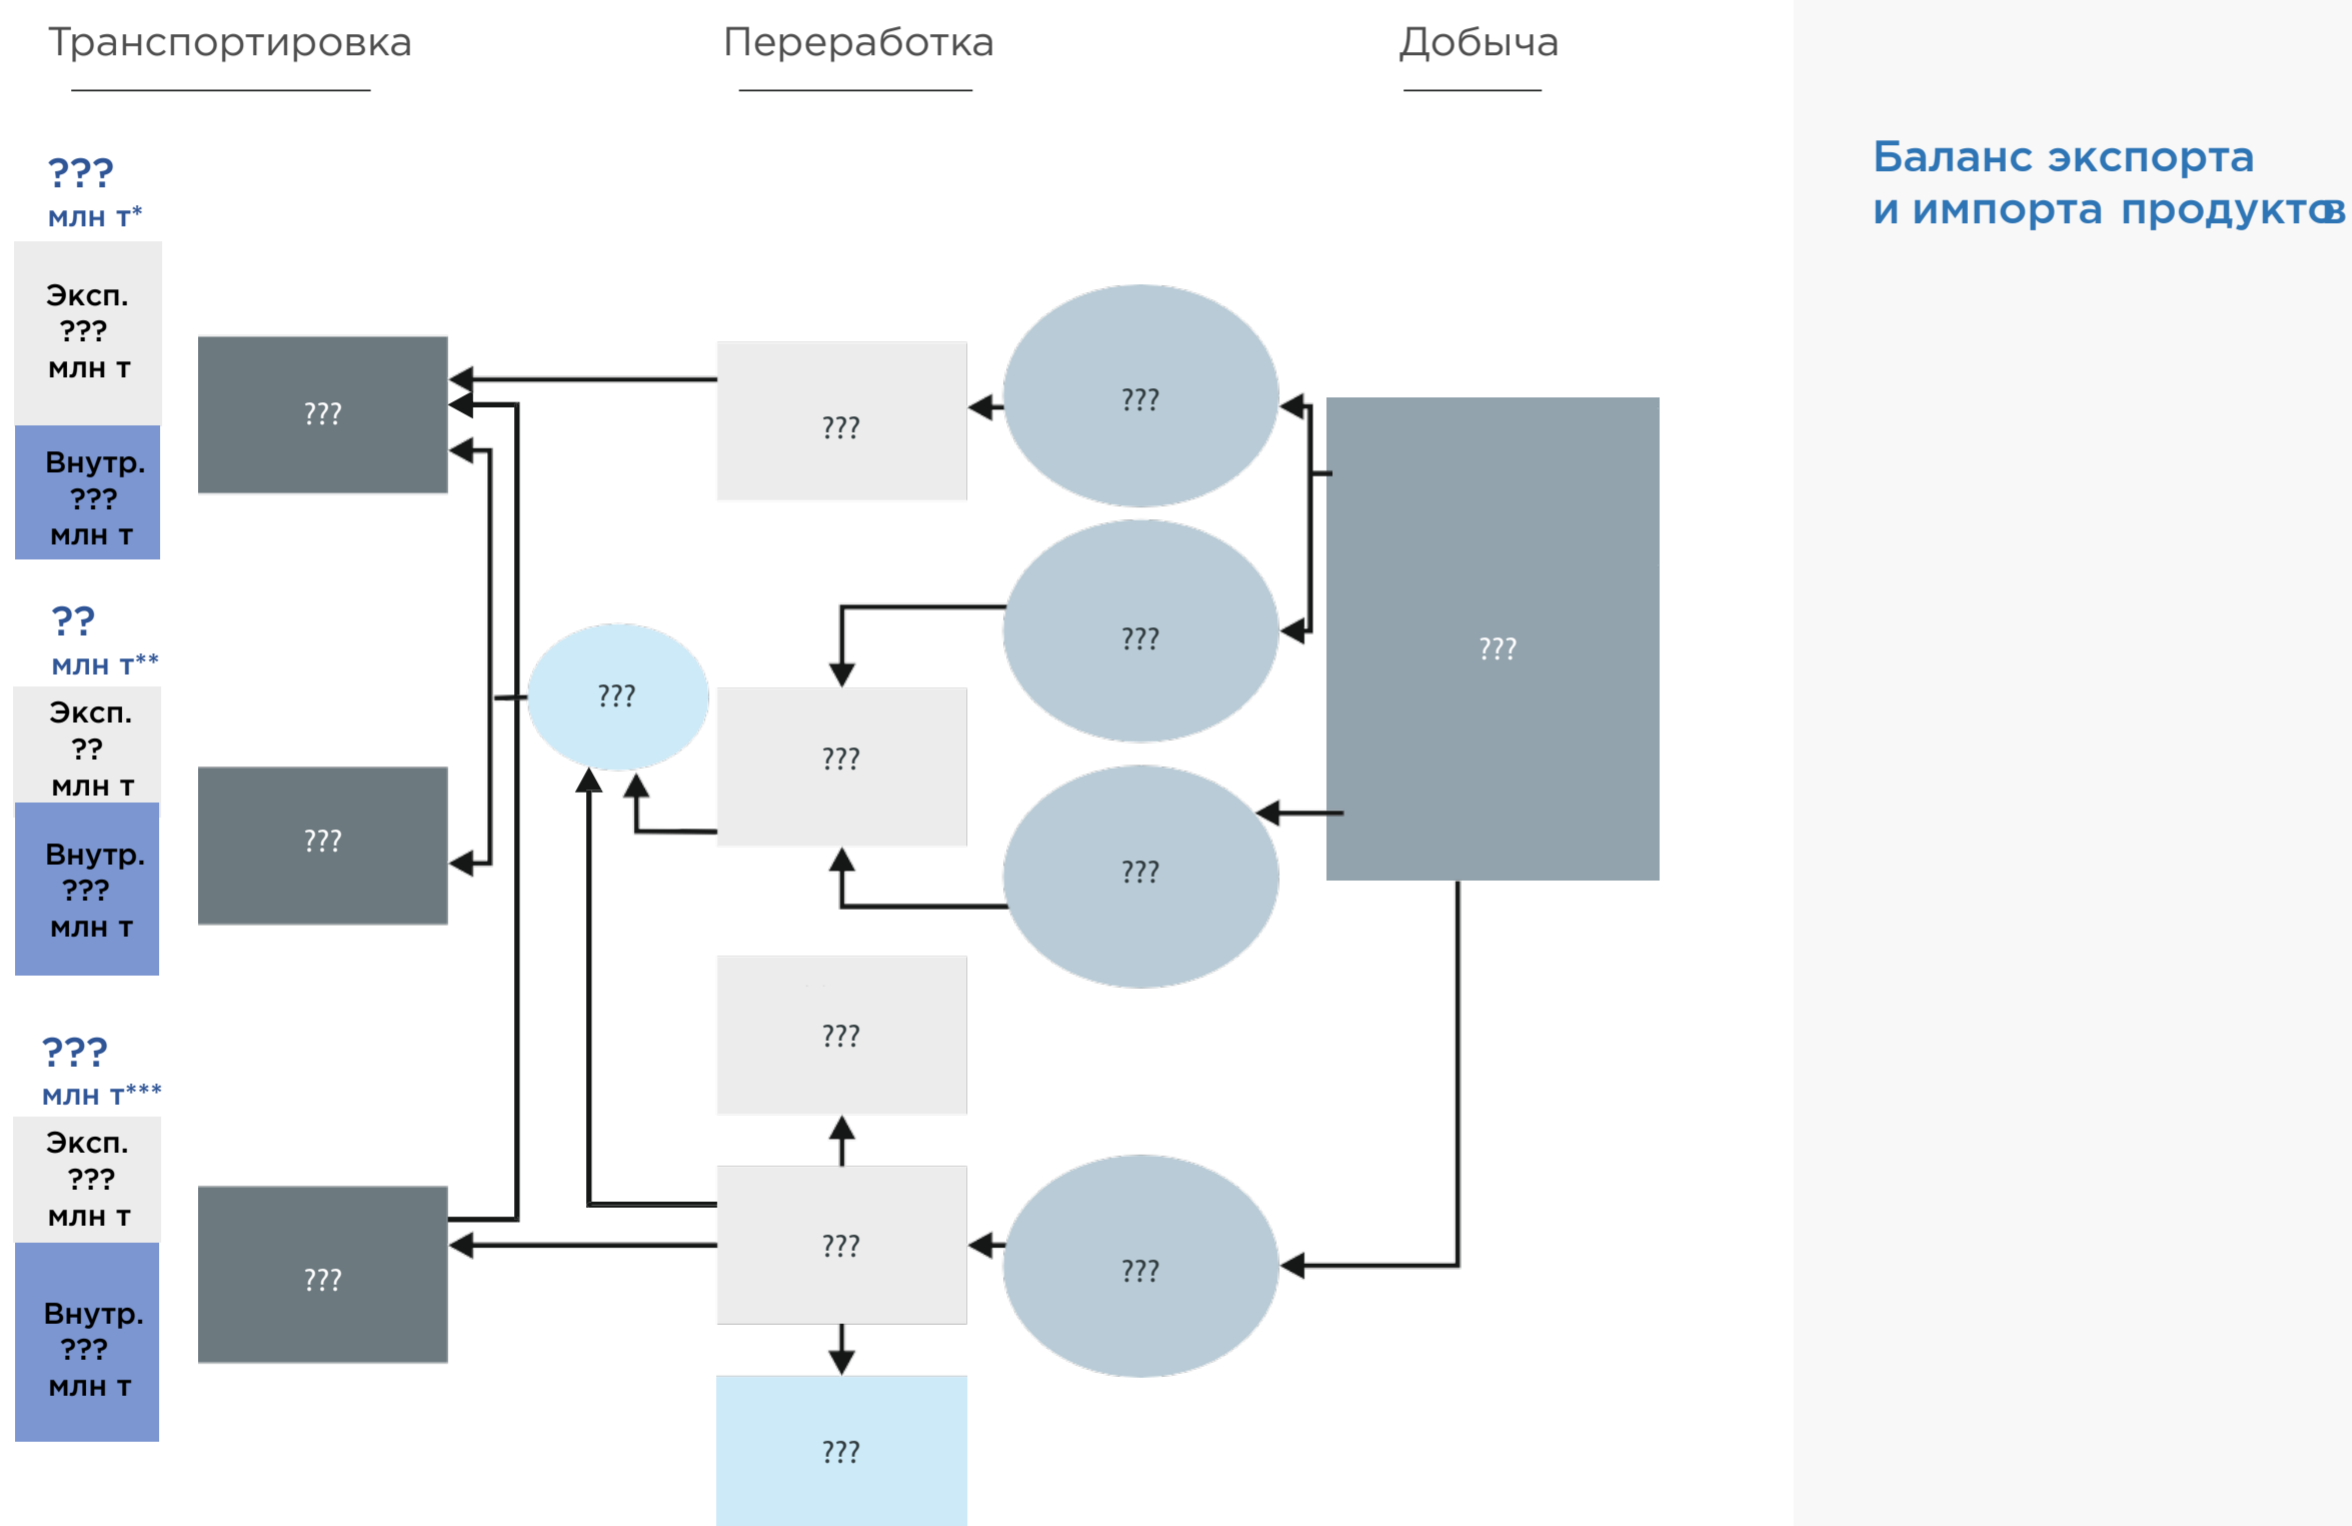 Транспортировка
Переработка
Добыча
Баланс экспорта
и импорта продуктов
???
млн т*
Эксп.
???
млн т
Внутр.
???
млн т
??
млн т**
Эксп.
??
млн т
Внутр.
???
млн т
???
млн т***
Эксп.
???
млн т
Внутр.
???
млн т
???
???
???
???
???
???
???
???
???
???
???
???
???